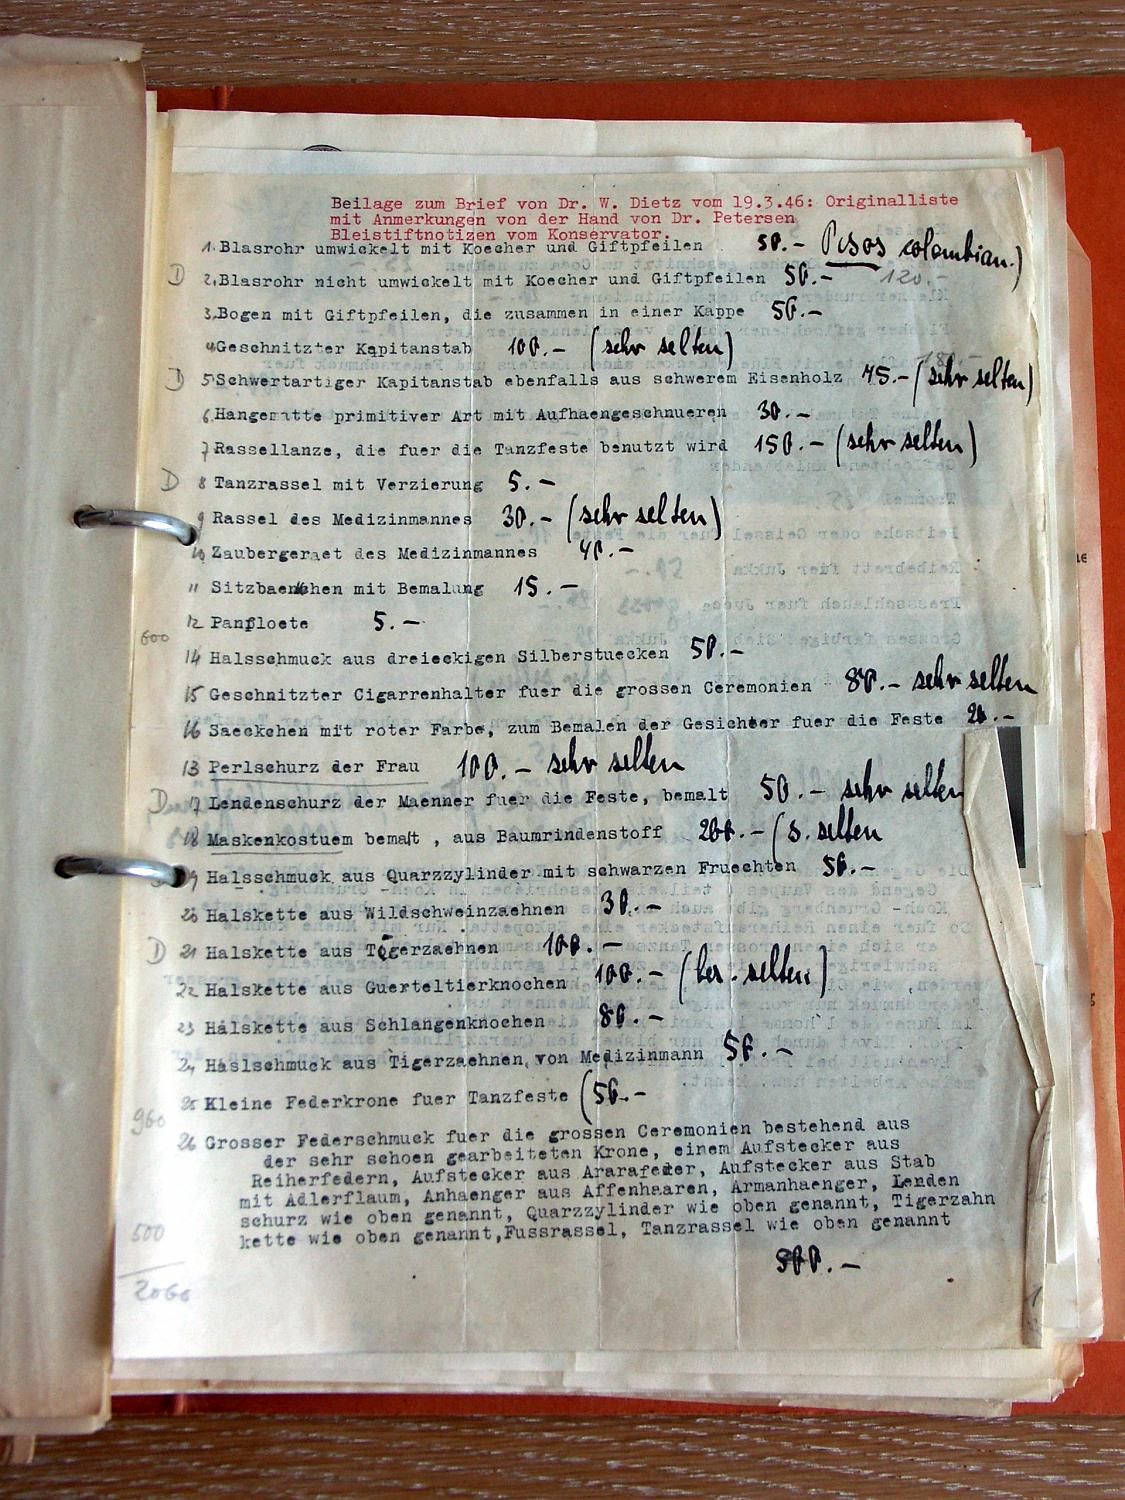 Beilage zum Brief von Dr. W. Dietz vom 19.3.46: Originalliste
mit Anmerkungen von der Hand von Dr. Petersen
Bleistiftnotizen vom Konservator.
1. Blasrohr umwickelt mit Koecher und Giftpfeilen 50.- Pesos colombian.)
D 2. Blasrohr nicht umwickelt mit Koecher und Giftpfeilen 50.- 120.-
3. Bogen mit Giftpfeilen, die zusammen in einer Kappe 50.-
4 Geschnitzter Kapitanstab 100.- (sehr selten)
D 5 Schwertartiger Kapitanstab ebenfalls aus schwerem Eisenholz 45.- (sehr selten)
6. Hangematte primitiver Art mit Aufhaengeschnueren 30.-
7 Rassellanze, die fuer die Tanzfeste benutzt wird 150.- (sehr selten)
D 8 Tanzrassel mit Verzierung 5.-
9 Rassel des Medizinmannes 30.- (sehr selten)
10 Zaubergeraet des Medizinmannes 40.-
11 Sitzbaenkchen mit Bemalung 15.-
12 Panfloete 5.-
600
14 Halsschmuck aus dreieckigen Silberstuecken 50.-
15 Geschnitzter Cigarrenhalter fuer die grossen Ceremonien 80.- sehr selten
16 Saeckchen mit roter Farbe, zum Bemalen der Gesichter fuer die Feste 20.-
13 Perlschurz der Frau 100.- sehr selten
D 17 Lendenschurz der Maenner fuer die Feste, bemalt 50.- sehr selten
18 Maskenkostuem bemalt , aus Baumrindenstoff 200.- (s. selten
19 Halsschmuck aus Quarzzylinder mit schwarzen Fruechten 50.-
20 Halskette aus Wildschweinzaehnen 30.-
D 21 Halskette aus Tigerzaehnen 100.-
22 Halskette aus Guerteltierknochen 100.- (bes. selten)
23 Halskette aus Schlangenknochen 80.-
24 Haslschmuck aus Tigerzaehnen, von Medizinmann 50.-
25 Kleine Federkrone fuer Tanzfeste (50.-
960
26 Grosser Federschmuck fuer die grossen Ceremonien bestehend aus
der sehr schoen gearbeiteten Krone, einem Aufstecker aus
Reiherfedern, Aufstecker aus Ararafeder, Aufstecker aus Stab
mit Adlerflaum, Anhaenger aus Affenhaaren, Armanhaenger, Lenden
schurz wie oben genannt, Quarzzylinder wie oben genannt, Tigerzahn
kette wie oben genannt,Fussrassel, Tanzrassel wie oben genannt
500
500.-
2060